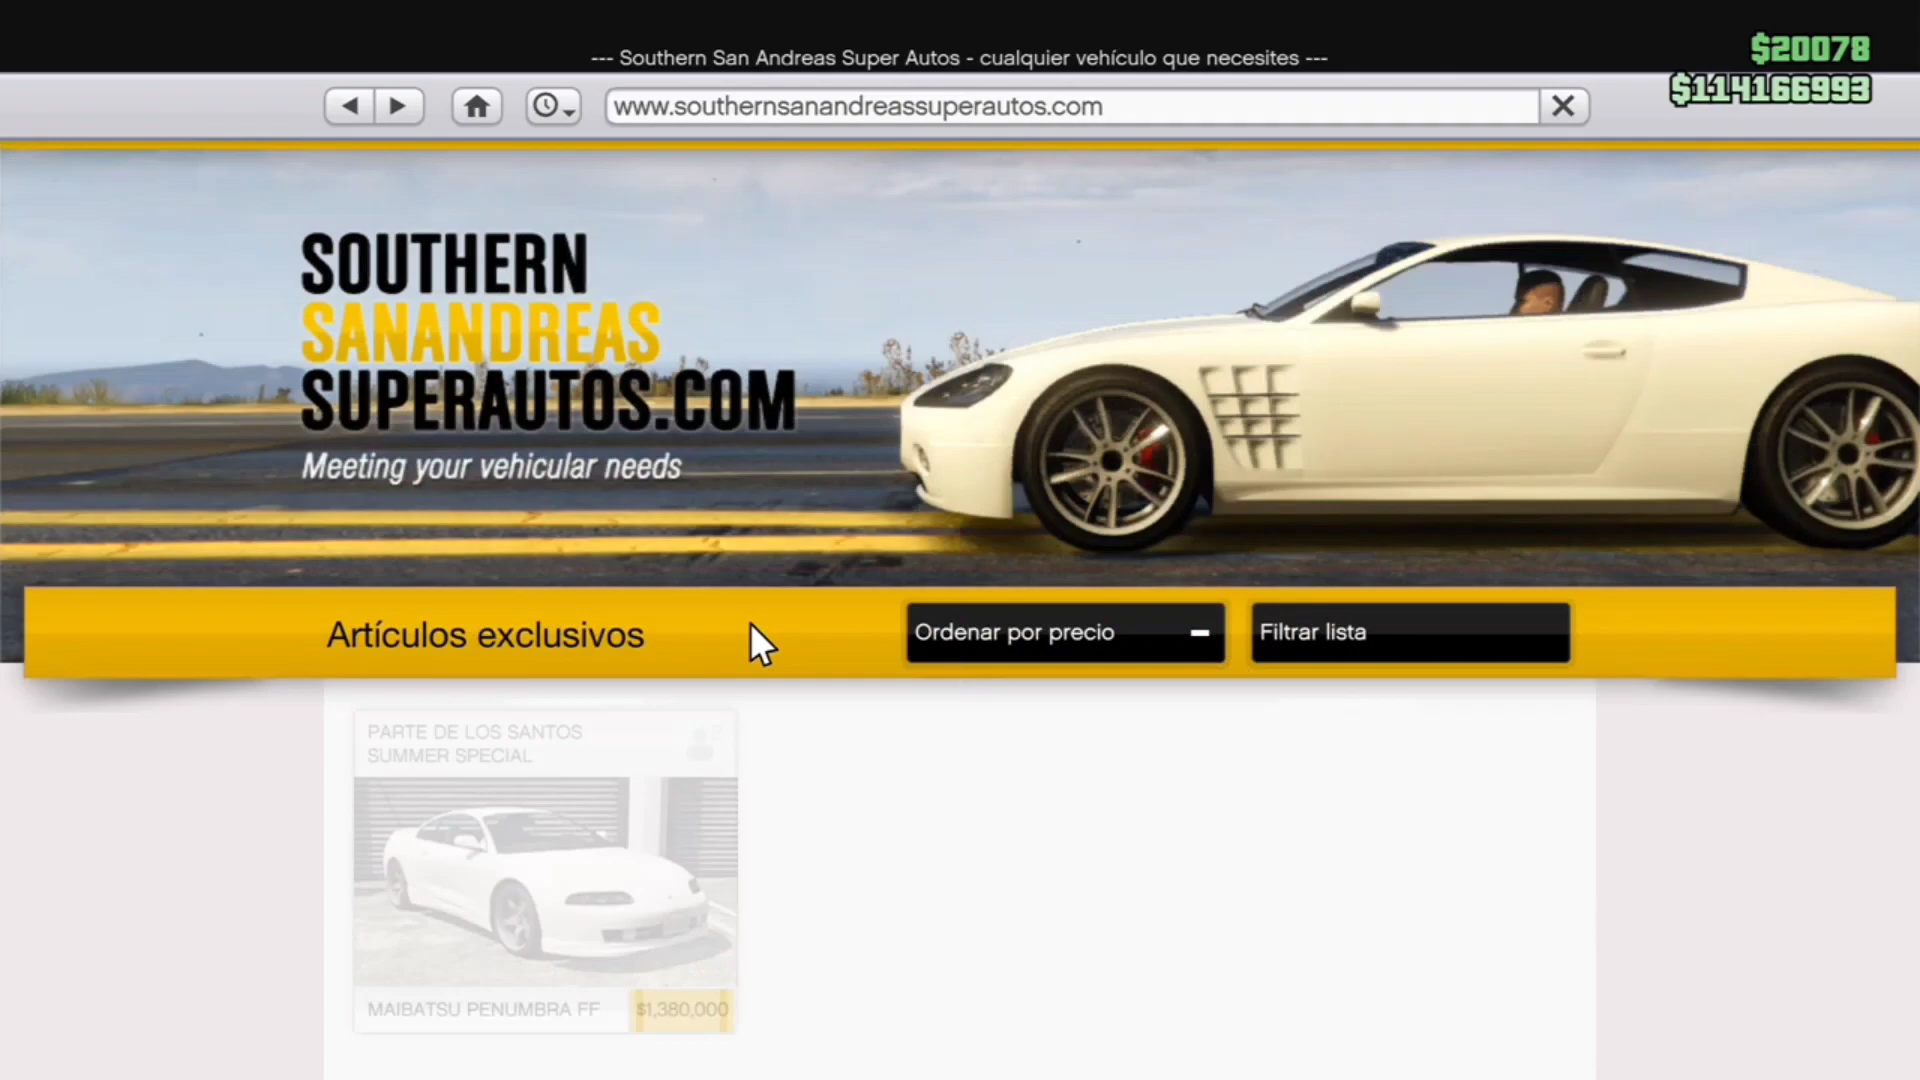 --- Southern San Andreas Super Autos - cualquier vehículo que necesites ---
$20078
$114166993
www.southernsanandreassuperautos.com
SOUTHERN
SANANDREAS
SUPERAUTOS.COM
Meeting your vehicular needs
Artículos exclusivos
Ordenar por precio
Filtrar lista
PARTE DE LOS SANTOS
SUMMER SPECIAL
MAIBATSU PENUMBRA FF
$1,380,000